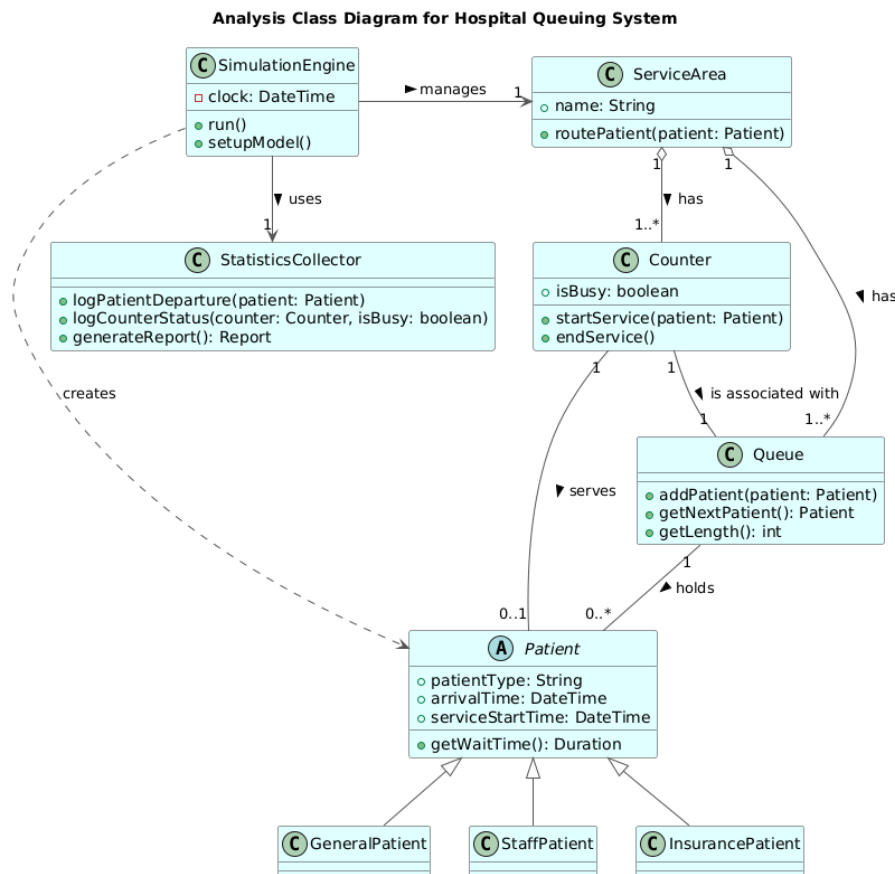 Analysis Class Diagram for Hospital Queuing System
C SimulationEngine
clock: DateTime
run()
setupModel()
manages
1
C ServiceArea
name: String
routePatient(patient: Patient)
1
1
uses
1
has
1..*
C StatisticsCollector
logPatientDeparture(patient: Patient)
logCounterStatus(counter: Counter, isBusy: boolean)
generateReport(): Report
C Counter
isBusy: boolean
startService(patient: Patient)
endService()
has
1
1
creates
is associated with
1
1..*
C Queue
addPatient(patient: Patient)
getNextPatient(): Patient
getLength(): int
serves
1
holds
0..1
0..*
A Patient
patientType: String
arrivalTime: DateTime
serviceStartTime: DateTime
getWaitTime(): Duration
C GeneralPatient
C StaffPatient
C InsurancePatient